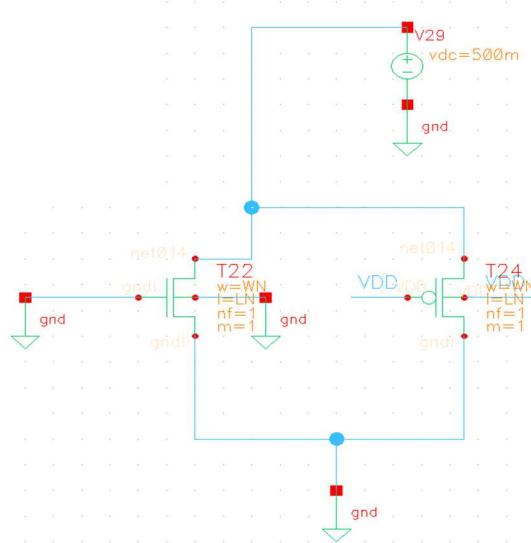 V29
vdc=500m
gnd
net014
net014
gnd!
T22
VDD
VDD
T24
VDD
w=WN
l=LN
nf=1
m=1
w=WN
l=LN
nf=1
m=1
gnd
gnd
gnd!
gnd!
gnd